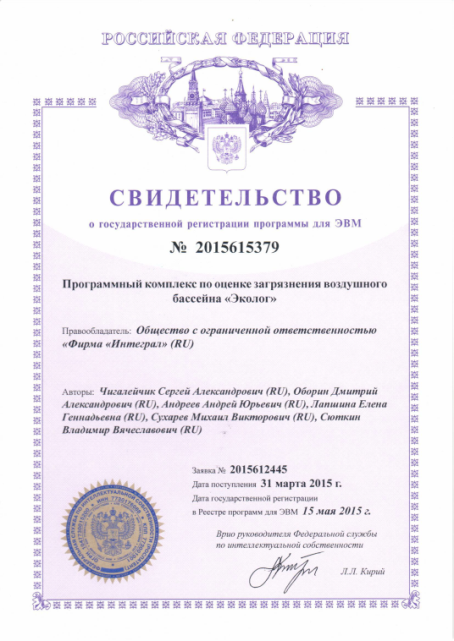 РОССИЙСКАЯ ФЕДЕРАЦИЯ
СВИДЕТЕЛЬСТВО
о государственной регистрации программы для ЭВМ
№ 2015615379
Программный комплекс по оценке загрязнения воздушного
бассейна «Эколог»
Правообладатель: Общество с ограниченной ответственностью
«Фирма «Интеграл» (RU)
Авторы: Чигалейчик Сергей Александрович (RU), Оборин Дмитрий
Александрович (RU), Андреев Андрей Юрьевич (RU), Лапшина Елена
Геннадьевна (RU), Сухарев Михаил Викторович (RU), Сюткин
Владимир Вячеславович (RU)
Заявка № 2015612445
Дата поступления 31 марта 2015 г.
Дата государственной регистрации
в Реестре программ для ЭВМ 15 мая 2015 г.
Врио руководителя Федеральной службы
по интеллектуальной собственности
Л.Л. Кирий